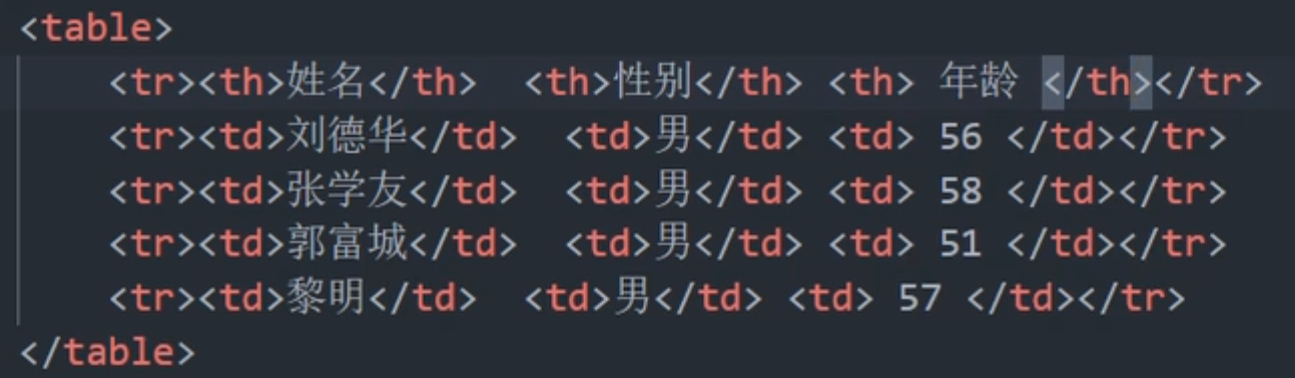 <table>
<tr><th>姓名</th>  <th>性别</th> <th> 年龄 </th></tr>
<tr><td>刘德华</td>  <td>男</td> <td> 56 </td></tr>
<tr><td>张学友</td>  <td>男</td> <td> 58 </td></tr>
<tr><td>郭富城</td>  <td>男</td> <td> 51 </td></tr>
<tr><td>黎明</td>  <td>男</td> <td> 57 </td></tr>
</table>